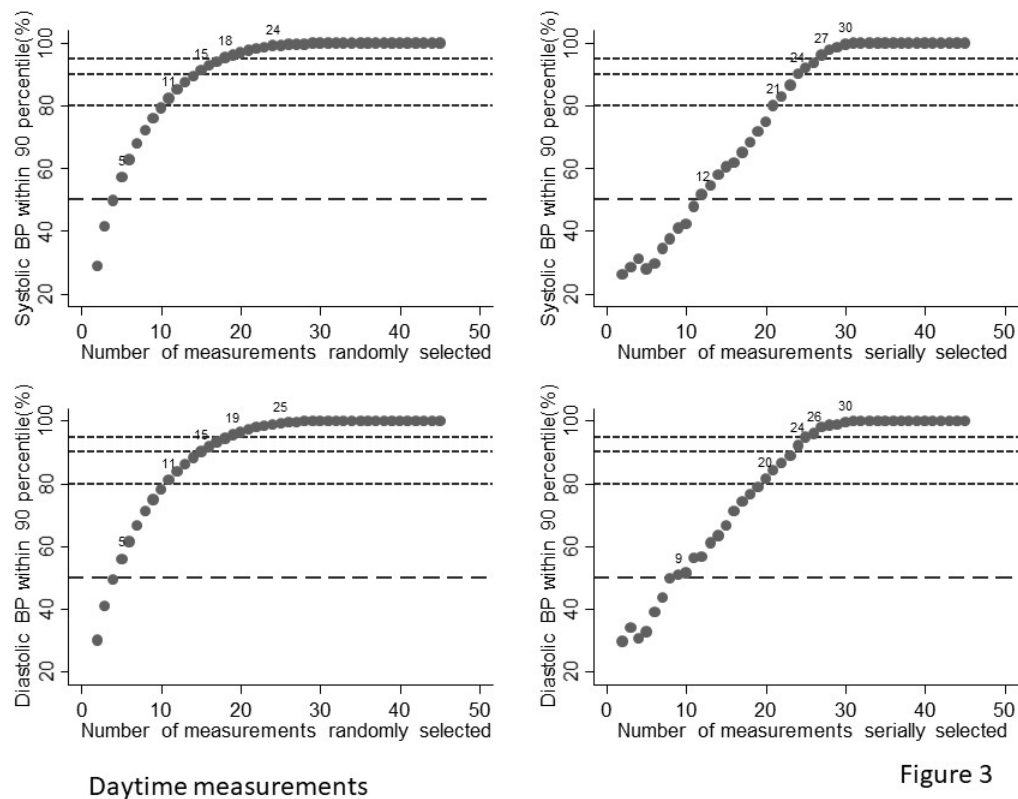 Systolic BP within 90 percentile(%)
100
80
60
40
20
5
11
15
18
24
0 10 20 30 40 50
Number of measurements randomly selected
Systolic BP within 90 percentile(%)
100
80
60
40
20
12
21
24
27
30
0 10 20 30 40 50
Number of measurements serially selected
Diastolic BP within 90 percentile(%)
100
80
60
40
20
5
11
15
19
25
0 10 20 30 40 50
Number of measurements randomly selected
Diastolic BP within 90 percentile(%)
100
80
60
40
20
9
20
24
26
30
0 10 20 30 40 50
Number of measurements serially selected
Daytime measurements
Figure 3